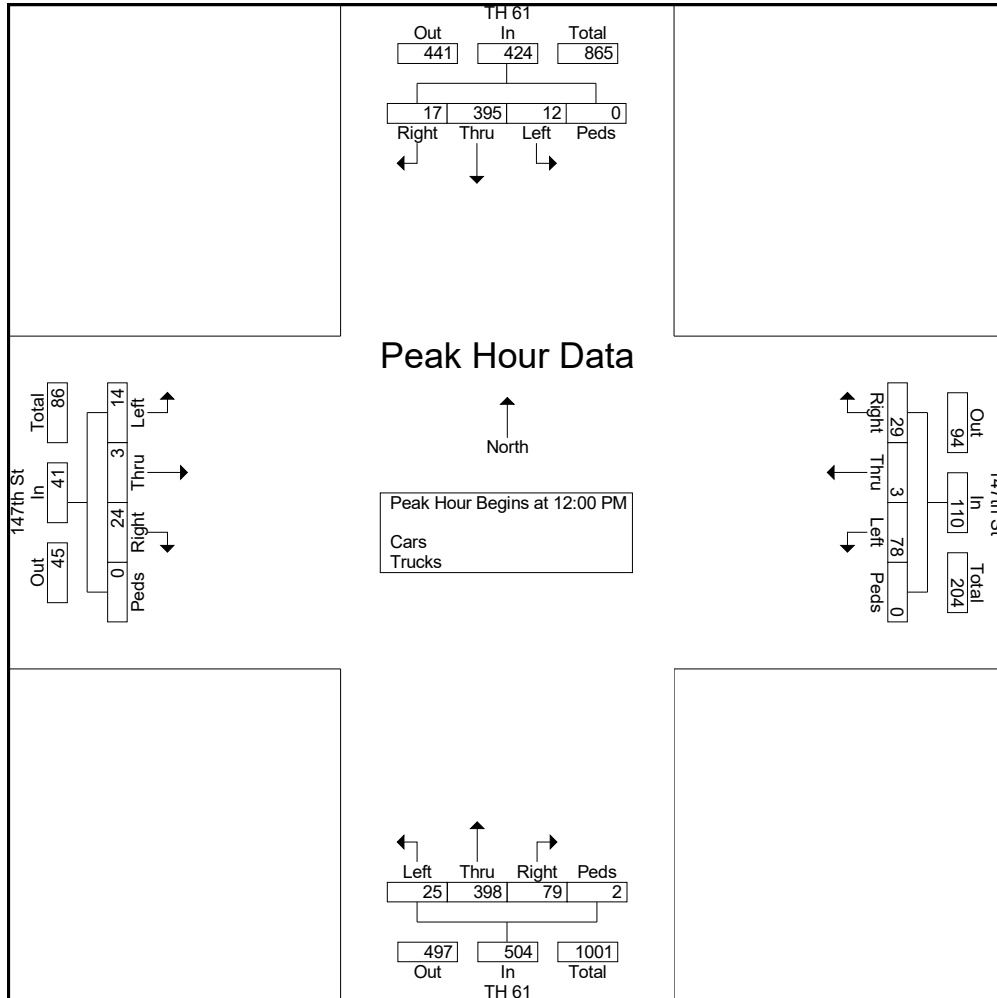 TH 61
Out In Total
441 424 865
17 395 12 0
Right Thru Left Peds
Peak Hour Data
North
Peak Hour Begins at 12:00 PM
Cars
Trucks
147th St
Total In Out
86 41 45
14 3 24 0
Left Thru Right Peds
Right Thru Left Peds
29 3 78 0
94 110 204
Out In Total
147th St
Left Thru Right Peds
25 398 79 2
497 504 1001
Out In Total
TH 61